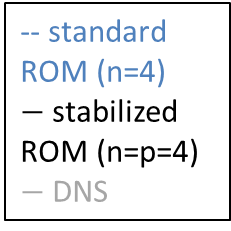 -- standard
ROM (n=4)
— stabilized
ROM (n=p=4)
— DNS